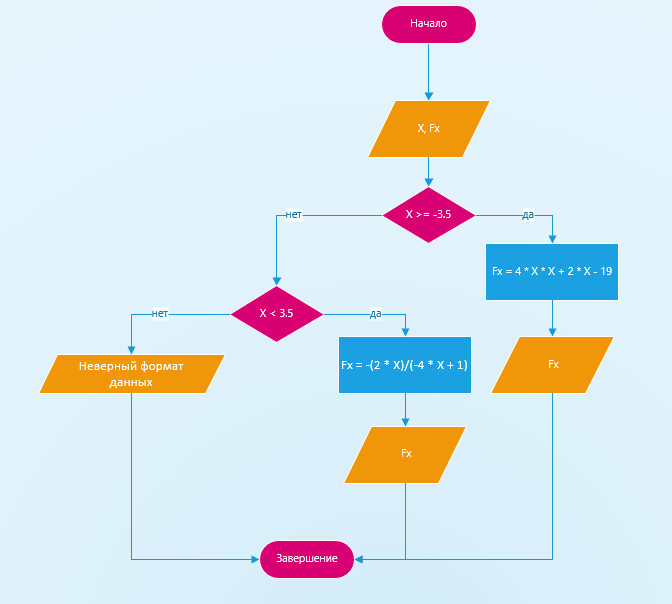 Начало
X, Fx
X >= -3.5
нет
да
Fx = 4 * X * X + 2 * X - 19
X < 3.5
нет
да
Неверный формат
данных
Fx = -(2 * X)/(-4 * X + 1)
Fx
Fx
Завершение